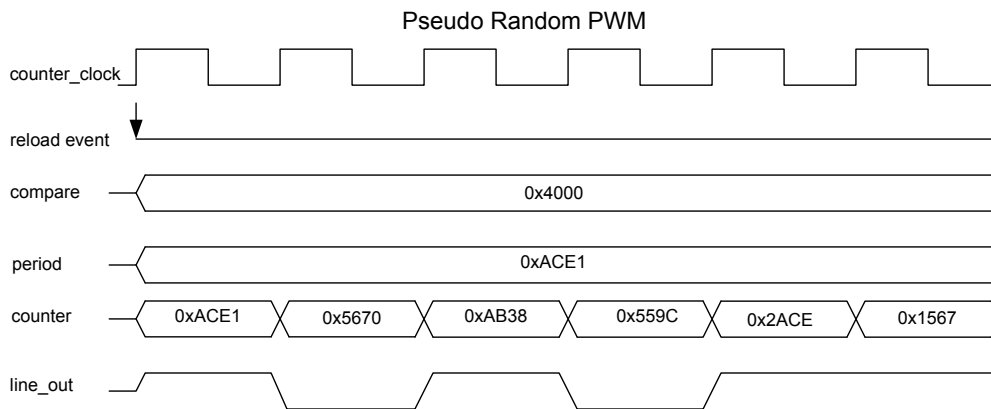 Pseudo Random PWM
counter_clock
reload event
compare
0x4000
period
0xACE1
counter
0xACE1 0x5670 0xAB38 0x559C 0x2ACE 0x1567
line_out